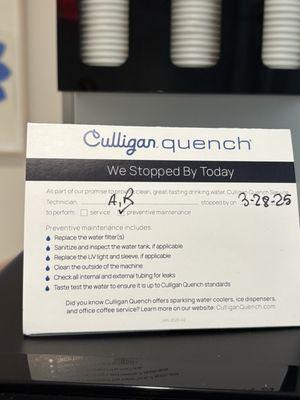 Culligan quench
We Stopped By Today
As part of our promise to provide clean, great-tasting drinking water, Culligan Quench Service
Technician, A,B stopped by on 3-28-25
to perform: service ✓ preventive maintenance
Preventive maintenance includes:
Replace the water filter(s)
Sanitize and inspect the water tank, if applicable
Replace the UV light and sleeve, if applicable
Clean the outside of the machine
Check all internal and external tubing for leaks
Taste test the water to ensure it is up to Culligan Quench standards
Did you know Culligan Quench offers sparkling water coolers, ice dispensers,
and office coffee service? Learn more on our website: CulliganQuench.com